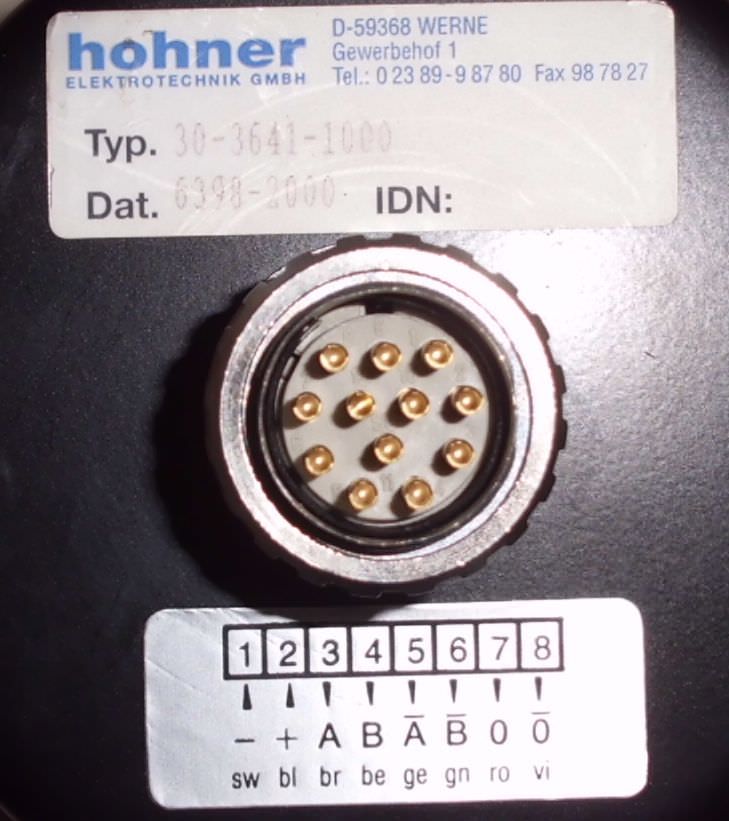 hohner
ELEKTROTECHNIK GMBH
D-59368 WERNE
Gewerbehof 1
Tel.: 0 23 89-9 87 80 Fax 98 78 27
Typ. 30-3641-1000
Dat. 6398-2000 IDN:
1 2 3 4 5 6 7 8
− + A B A̅ B̅ 0 0̅
sw bl br be ge gn ro vi